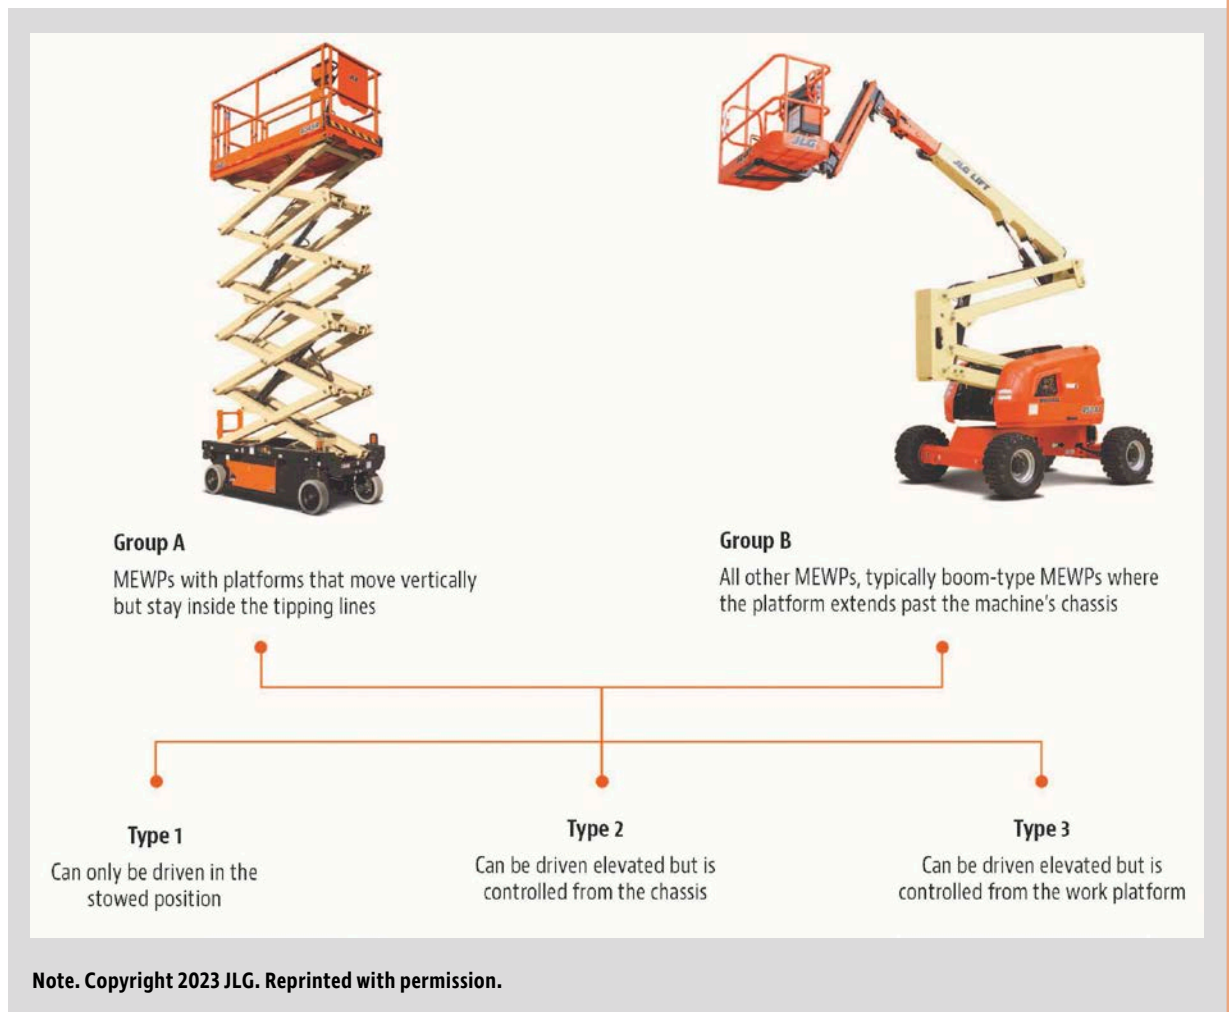 JLG
JLG LIFT
Group A
MEWPs with platforms that move vertically
but stay inside the tipping lines
Group B
All other MEWPs, typically boom-type MEWPs where
the platform extends past the machine's chassis
Type 1
Can only be driven in the
stowed position
Type 2
Can be driven elevated but is
controlled from the chassis
Type 3
Can be driven elevated but is
controlled from the work platform
Note. Copyright 2023 JLG. Reprinted with permission.